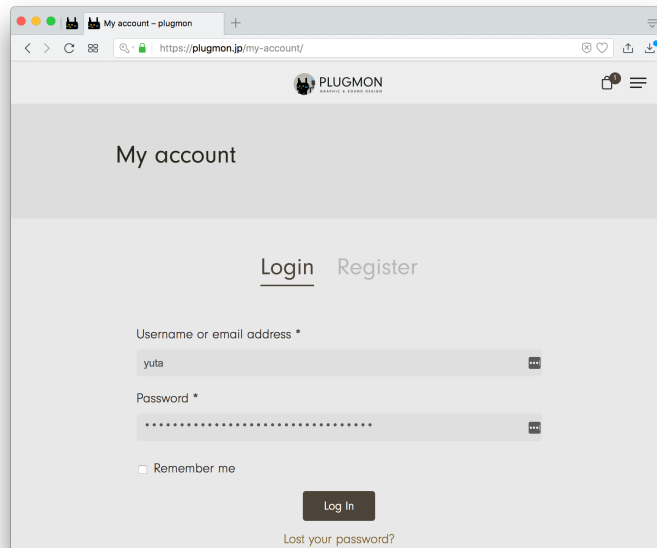 My account – plugmon
https://plugmon.jp/my-account/
PLUGMON
GRAPHIC & SOUND DESIGN
1
My account
Login Register
Username or email address *
yuta
Password *
Remember me
Log In
Lost your password?